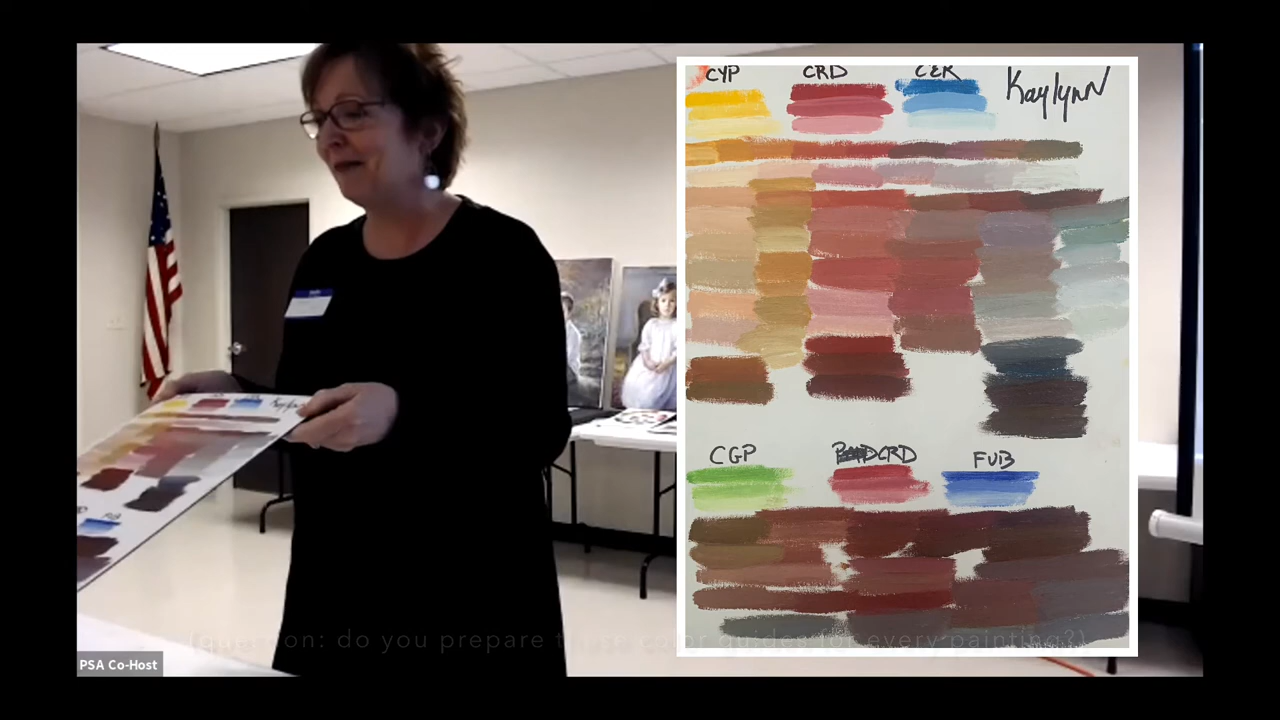 CYP CRD CER Kaylynn
CGP CRD FUB
(question: do you prepare these color guides for every painting?)
PSA Co-Host